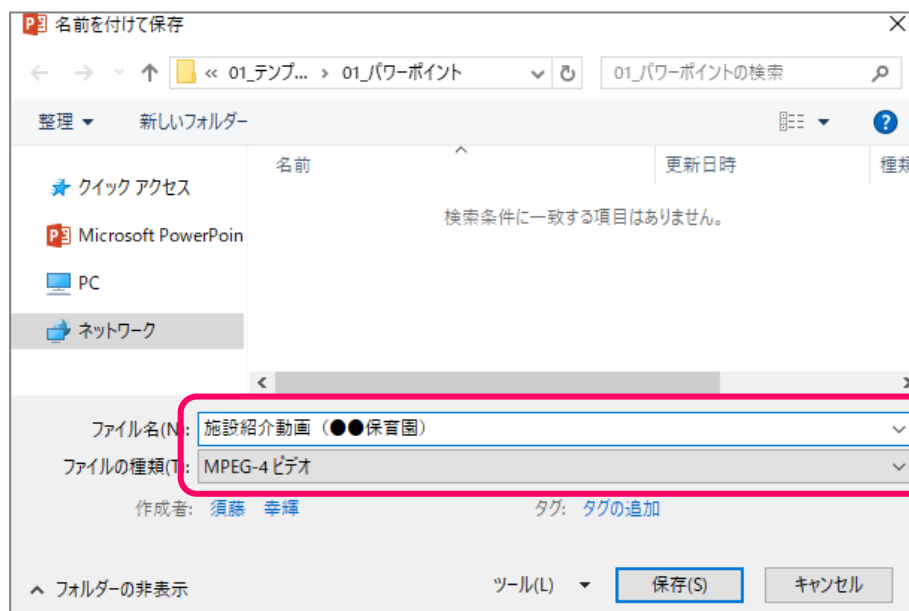 名前を付けて保存
« 01_テンプ... › 01_パワーポイント 01_パワーポイントの検索
整理 新しいフォルダー
名前 更新日時 種類
クイック アクセス
検索条件に一致する項目はありません。
Microsoft PowerPoin
PC
ネットワーク
ファイル名(N): 施設紹介動画（●●保育園）
ファイルの種類(T): MPEG-4 ビデオ
作成者: 須藤 幸輝 タグ: タグの追加
フォルダーの非表示 ツール(L) 保存(S) キャンセル